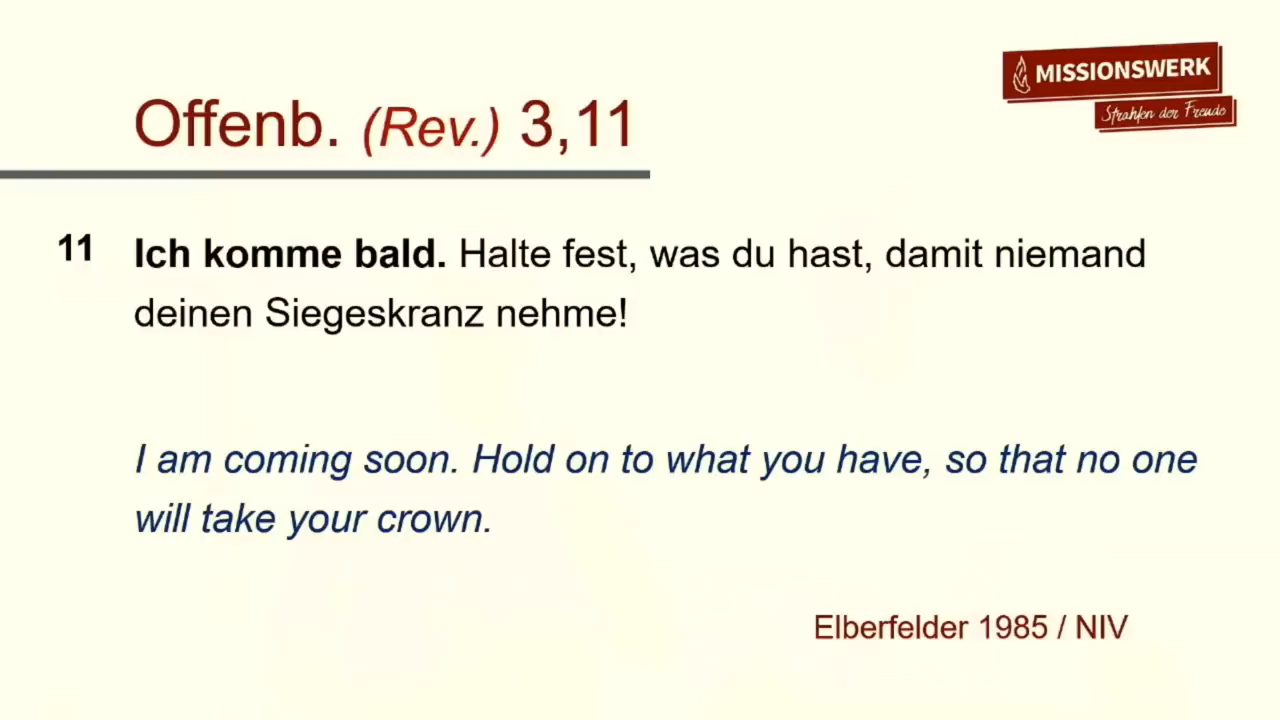 MISSIONSWERK
Strahlen der Freude
Offenb. (Rev.) 3,11
11 Ich komme bald. Halte fest, was du hast, damit niemand
deinen Siegeskranz nehme!
I am coming soon. Hold on to what you have, so that no one
will take your crown.
Elberfelder 1985 / NIV